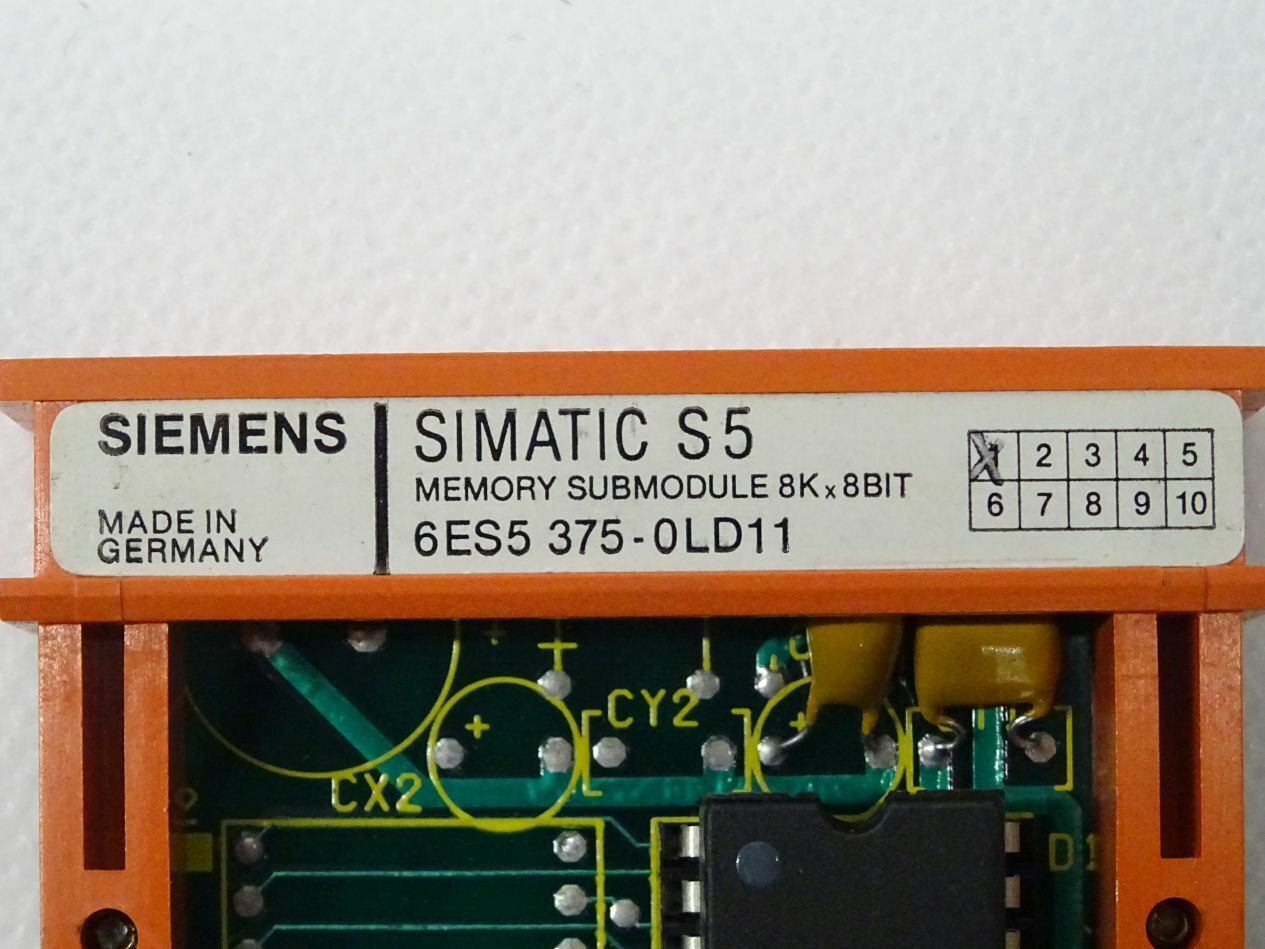 SIEMENS
MADE IN
GERMANY
SIMATIC S5
MEMORY SUBMODULE 8K x 8BIT
6ES5 375-0LD11
1 2 3 4 5
6 7 8 9 10
CY2
CX2
D1